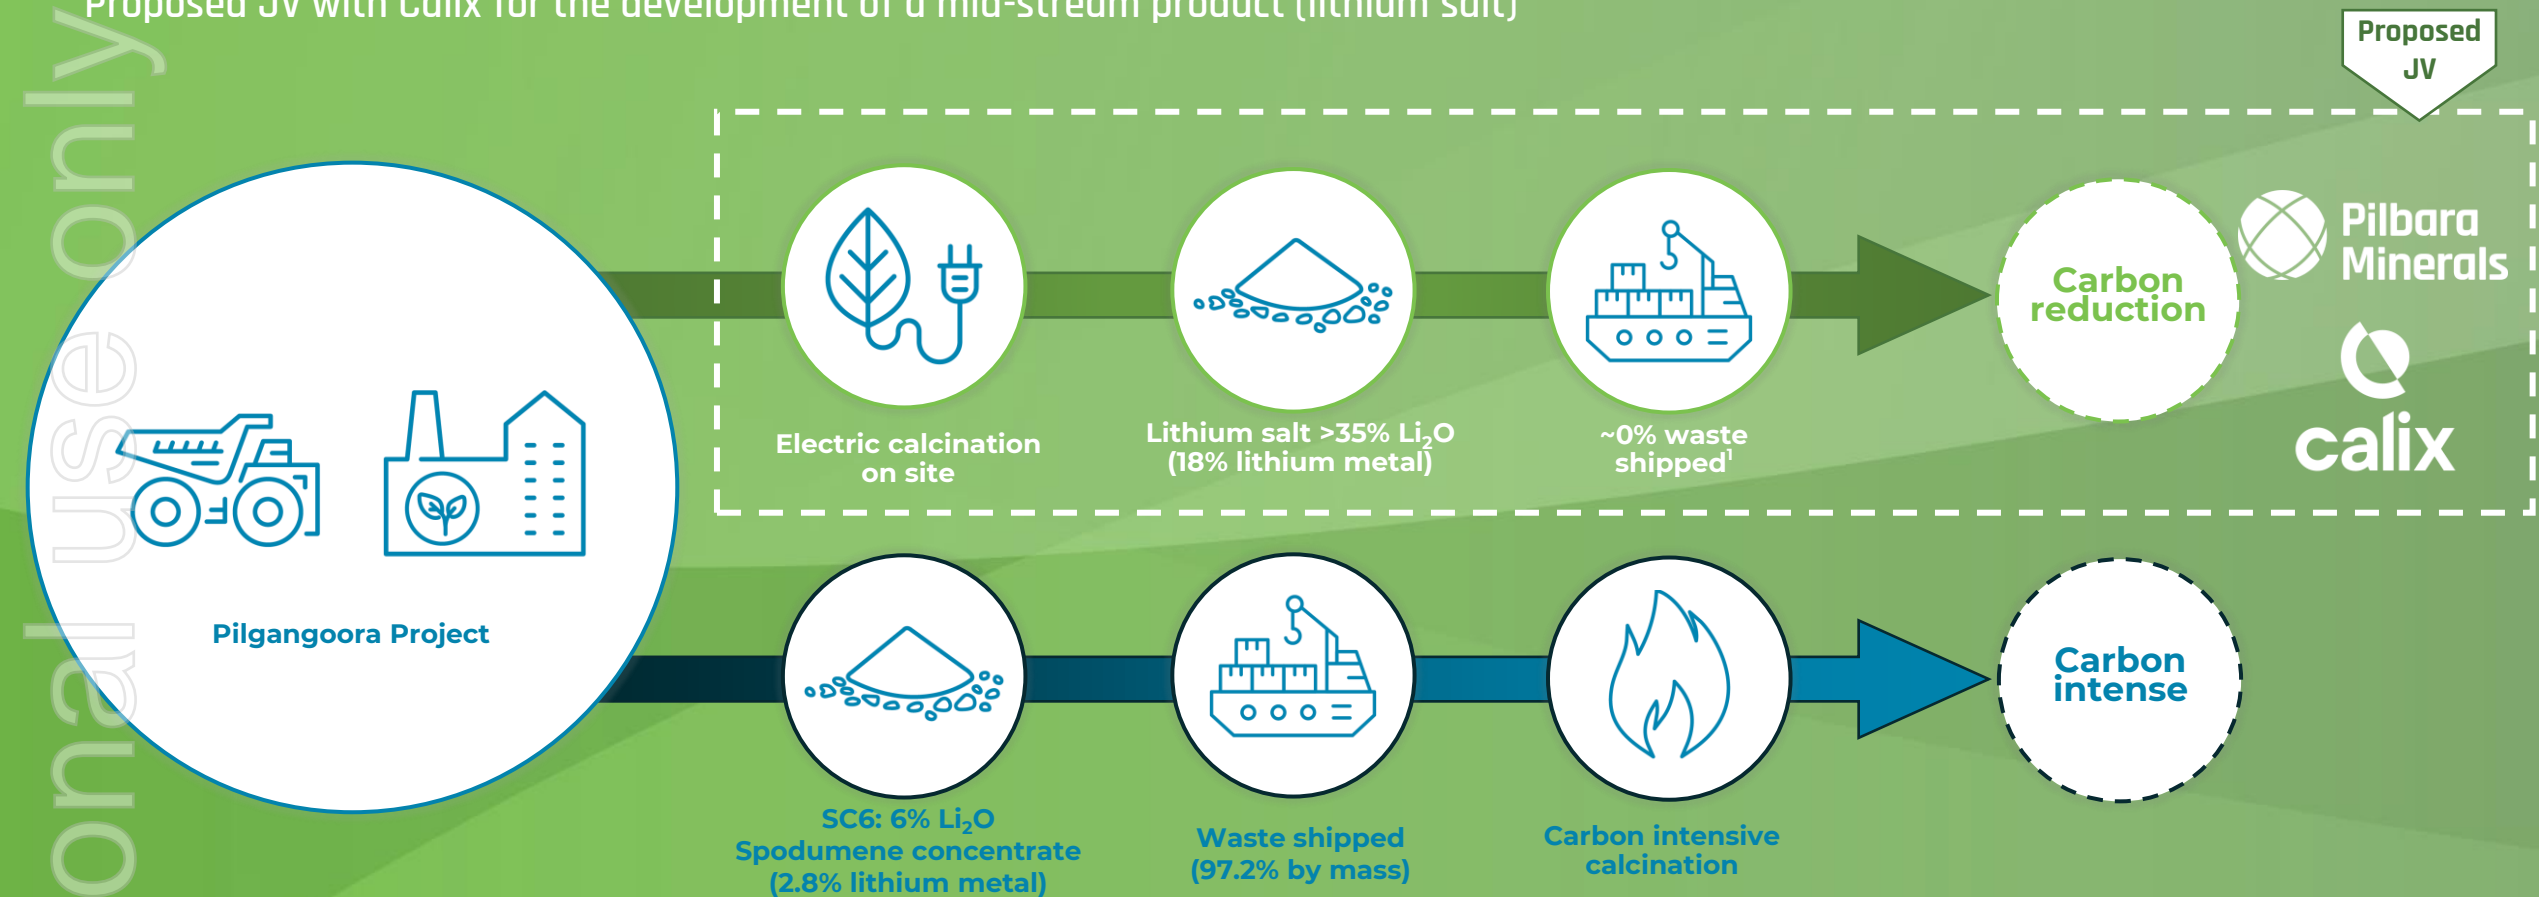 Proposed JV with Calix for the development of a mid-stream product (lithium salt)
Proposed
JV
onal use only
Pilgangoora Project
Electric calcination
on site
Lithium salt >35% Li₂O
(18% lithium metal)
~0% waste
shipped¹
Carbon
reduction
Pilbara
Minerals
calix
SC6: 6% Li₂O
Spodumene concentrate
(2.8% lithium metal)
Waste shipped
(97.2% by mass)
Carbon intensive
calcination
Carbon
intense